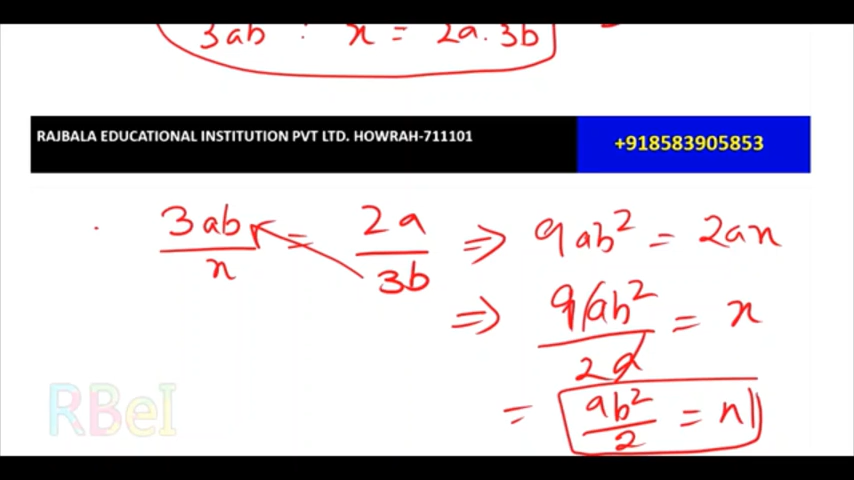 3ab : x = 2a . 3b
RAJBALA EDUCATIONAL INSTITUTION PVT LTD. HOWRAH-711101
+918583905853
3ab/x = 2a/3b ⇒ 9ab² = 2ax
⇒ 9ab²/2a = x
= 9b²/2 = x
RBeI